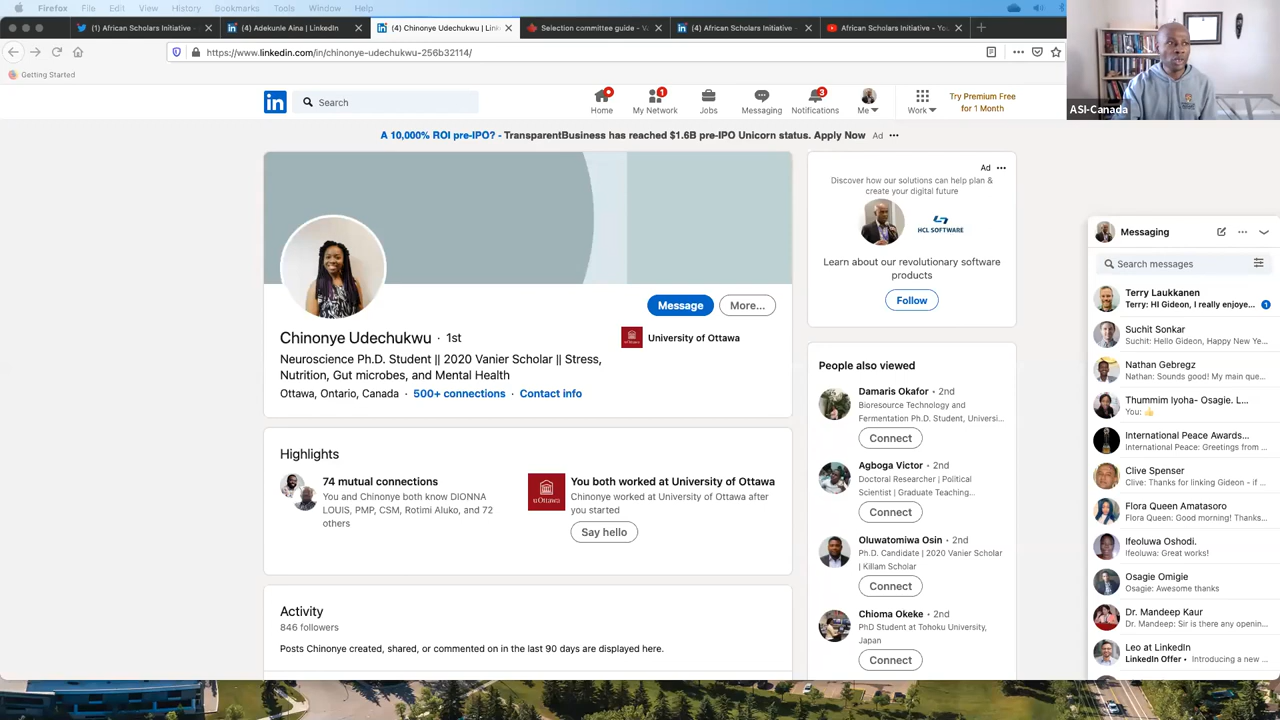 Firefox File Edit View History Bookmarks Tools Window Help
(1) African Scholars Initiative -
(4) Adekunle Aina | LinkedIn
(4) Chinonye Udechukwu | Link
Selection committee guide - Va
(4) African Scholars Initiative -
African Scholars Initiative - Yo
https://www.linkedin.com/in/chinonye-udechukwu-256b32114/
Getting Started
ASI-Canada
in
Search
Home
My Network
1
Jobs
Messaging
Notifications
3
Me
Work
Try Premium Free
for 1 Month
A 10,000% ROI pre-IPO? - TransparentBusiness has reached $1.6B pre-IPO Unicorn status. Apply Now Ad ...
Message
More...
Chinonye Udechukwu · 1st
University of Ottawa
Neuroscience Ph.D. Student || 2020 Vanier Scholar || Stress,
Nutrition, Gut microbes, and Mental Health
Ottawa, Ontario, Canada · 500+ connections · Contact info
Highlights
74 mutual connections
You and Chinonye both know DIONNA
LOUIS, PMP, CSM, Rotimi Aluko, and 72
others
uOttawa
You both worked at University of Ottawa
Chinonye worked at University of Ottawa after
you started
Say hello
Activity
846 followers
Posts Chinonye created, shared, or commented on in the last 90 days are displayed here.
Ad ...
Discover how our solutions can help plan &
create your digital future
HCL SOFTWARE
Learn about our revolutionary software
products
Follow
People also viewed
Damaris Okafor • 2nd
Bioresource Technology and
Fermentation Ph.D. Student, Universi...
Connect
Agboga Victor • 2nd
Doctoral Researcher | Political
Scientist | Graduate Teaching...
Connect
Oluwatomiwa Osin • 2nd
Ph.D. Candidate | 2020 Vanier Scholar
| Killam Scholar
Connect
Chioma Okeke • 2nd
PhD Student at Tohoku University,
Japan
Connect
Messaging
Search messages
Terry Laukkanen
Terry: HI Gideon, I really enjoye...
1
Suchit Sonkar
Suchit: Hello Gideon, Happy New Ye...
Nathan Gebregz
Nathan: Sounds good! My main que...
Thummim Iyoha- Osagie. L...
You: 👍
International Peace Awards...
International Peace: Greetings from ...
Clive Spenser
Clive: Thanks for linking Gideon - if ...
Flora Queen Amatasoro
Flora Queen: Good morning! Thanks...
Ifeoluwa Oshodi.
Ifeoluwa: Great works!
Osagie Omigie
Osagie: Awesome thanks
Dr. Mandeep Kaur
Dr. Mandeep: Sir is there any openin...
Leo at LinkedIn
LinkedIn Offer • Introducing a new ...